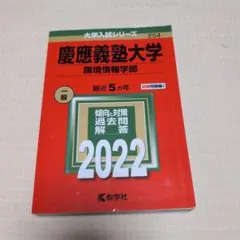 大学入試シリーズ 254
慶應義塾大学
環境情報学部
一般
最近5ヵ年
傾向と対策
過去問
解答
2022
教学社